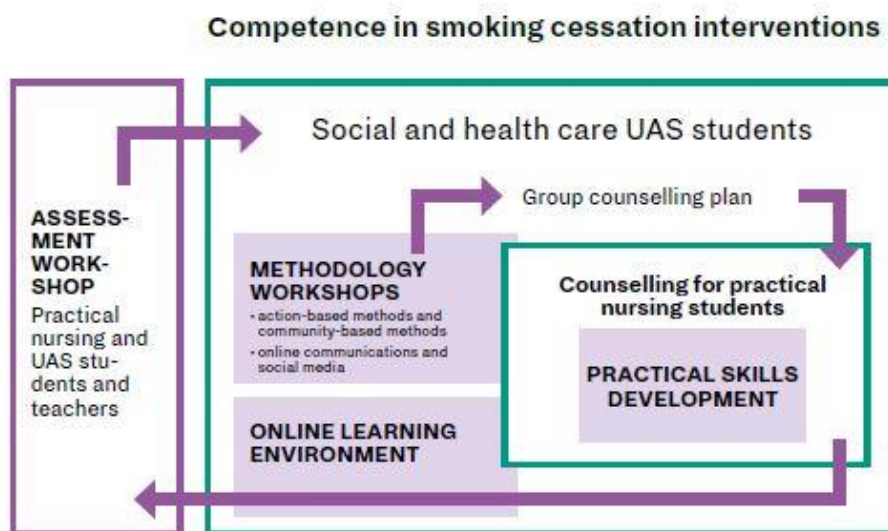 Competence in smoking cessation interventions
Social and health care UAS students
Group counselling plan
ASSESS-
MENT
WORK-
SHOP
Practical
nursing and
UAS stu-
dents and
teachers
METHODOLOGY
WORKSHOPS
• action-based methods and
community-based methods
• online communications and
social media
ONLINE LEARNING
ENVIRONMENT
Counselling for practical
nursing students
PRACTICAL SKILLS
DEVELOPMENT